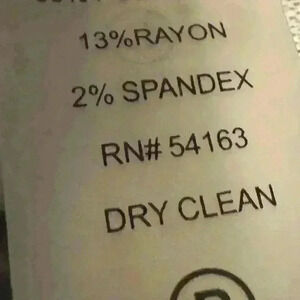 13%RAYON
2% SPANDEX
RN# 54163
DRY CLEAN